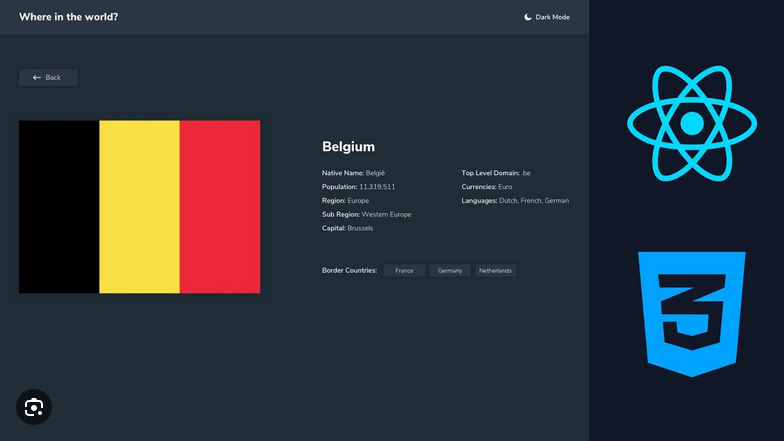 Where in the world?
Dark Mode
Back
Belgium
Native Name: België
Population: 11,319,511
Region: Europe
Sub Region: Western Europe
Capital: Brussels
Top Level Domain: .be
Currencies: Euro
Languages: Dutch, French, German
Border Countries: France Germany Netherlands
3